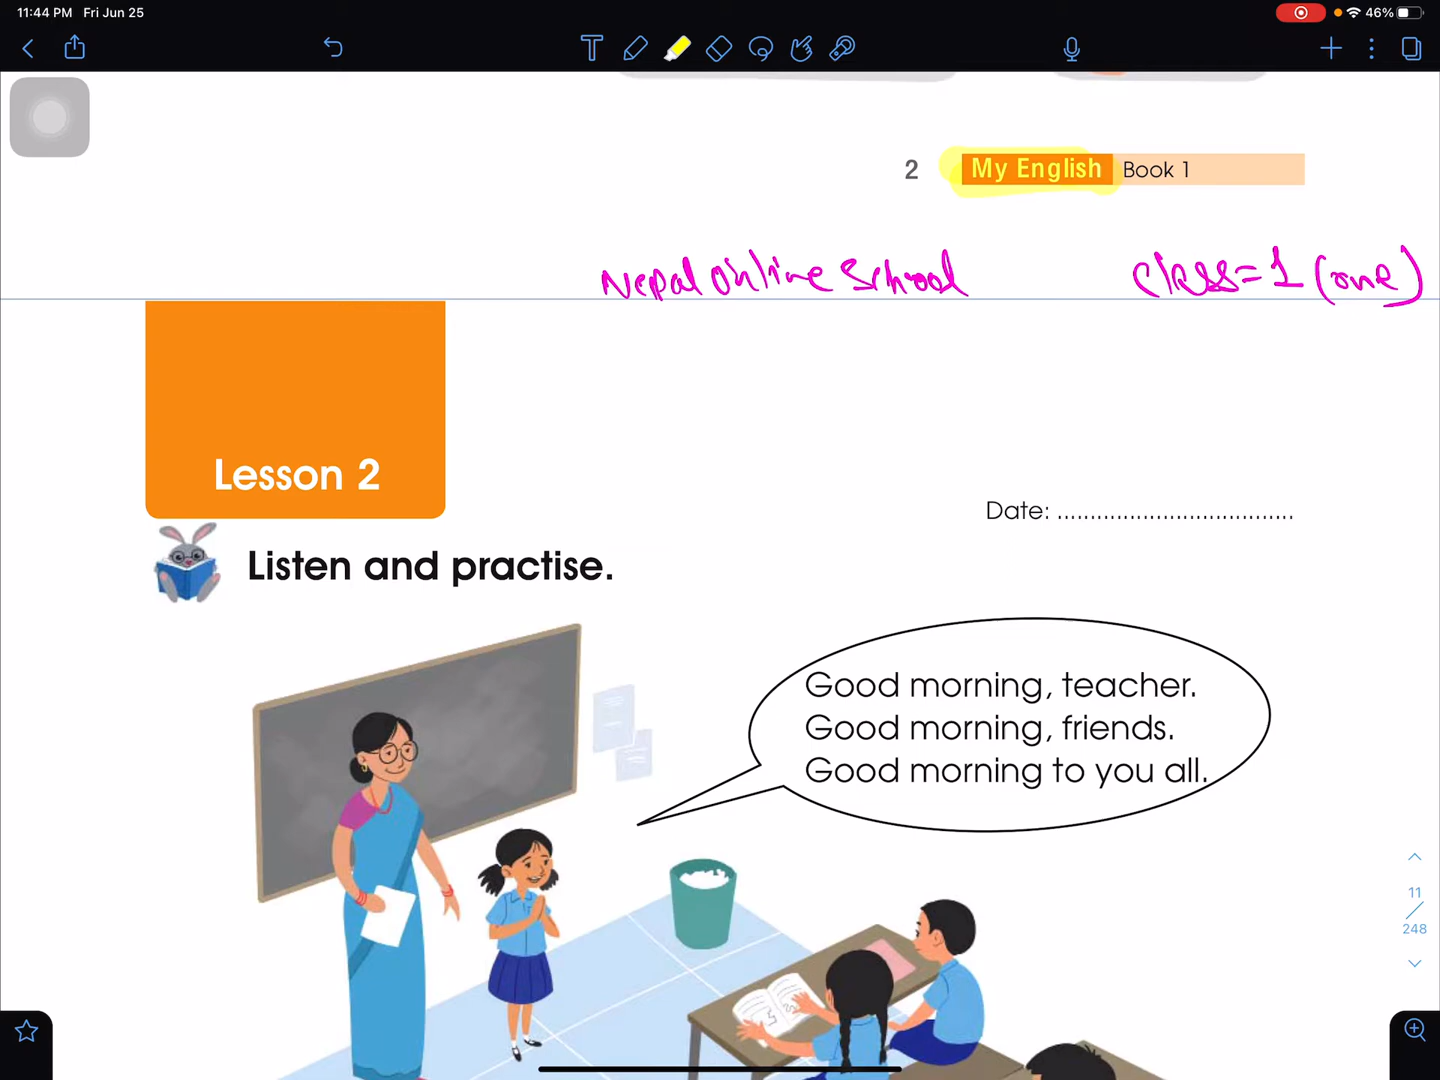 11:44 PM Fri Jun 25
46%
2 My English Book 1
Nepal Online School class=1 (one)
Lesson 2
Date: ....................................
Listen and practise.
Good morning, teacher.
Good morning, friends.
Good morning to you all.
11
248